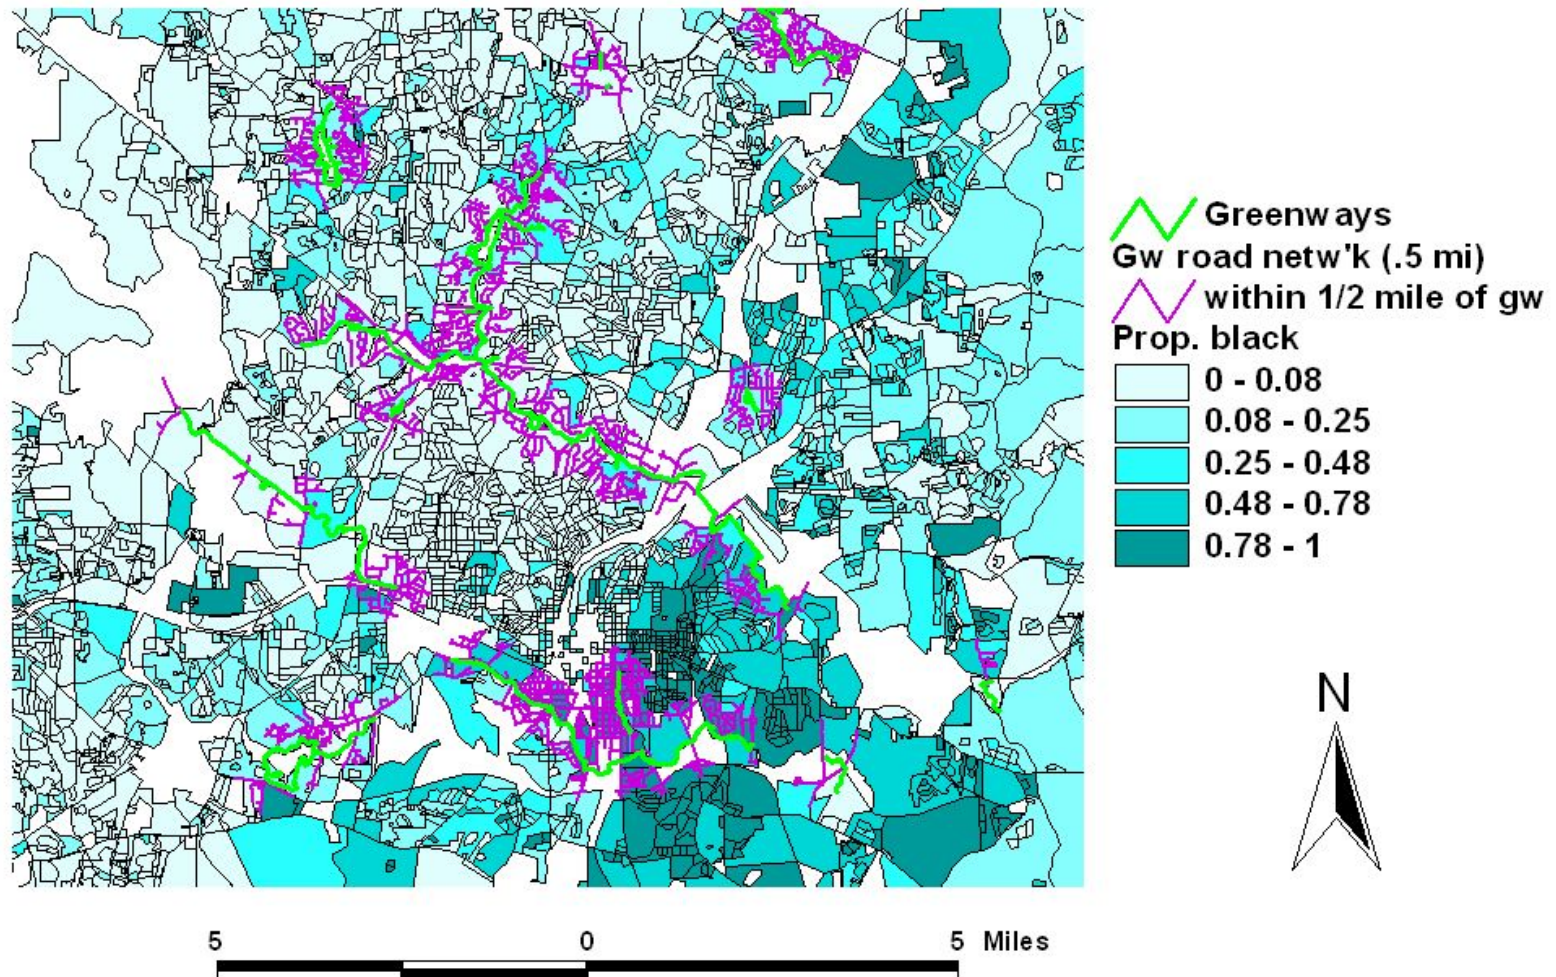 Greenways
Gw road netw'k (.5 mi)
within 1/2 mile of gw
Prop. black
0 - 0.08
0.08 - 0.25
0.25 - 0.48
0.48 - 0.78
0.78 - 1
N
5 0 5 Miles